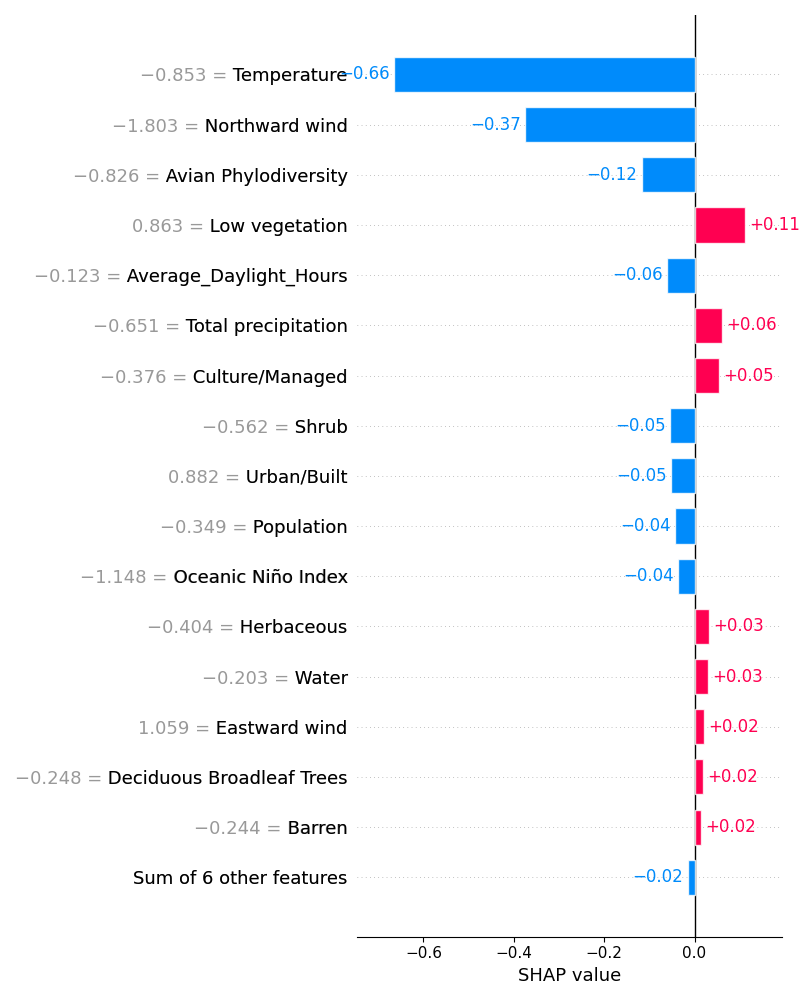 −0.853 = Temperature −0.66
−1.803 = Northward wind −0.37
−0.826 = Avian Phylodiversity −0.12
0.863 = Low vegetation +0.11
−0.123 = Average_Daylight_Hours −0.06
−0.651 = Total precipitation +0.06
−0.376 = Culture/Managed +0.05
−0.562 = Shrub −0.05
0.882 = Urban/Built −0.05
−0.349 = Population −0.04
−1.148 = Oceanic Niño Index −0.04
−0.404 = Herbaceous +0.03
−0.203 = Water +0.03
1.059 = Eastward wind +0.02
−0.248 = Deciduous Broadleaf Trees +0.02
−0.244 = Barren +0.02
Sum of 6 other features −0.02
−0.6 −0.4 −0.2 0.0
SHAP value